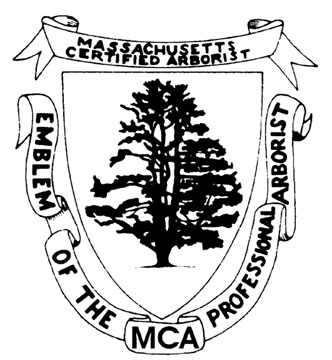 MASSACHUSETTS
CERTIFIED ARBORIST
EMBLEM
OF THE
MCA
PROFESSIONAL
ARBORIST